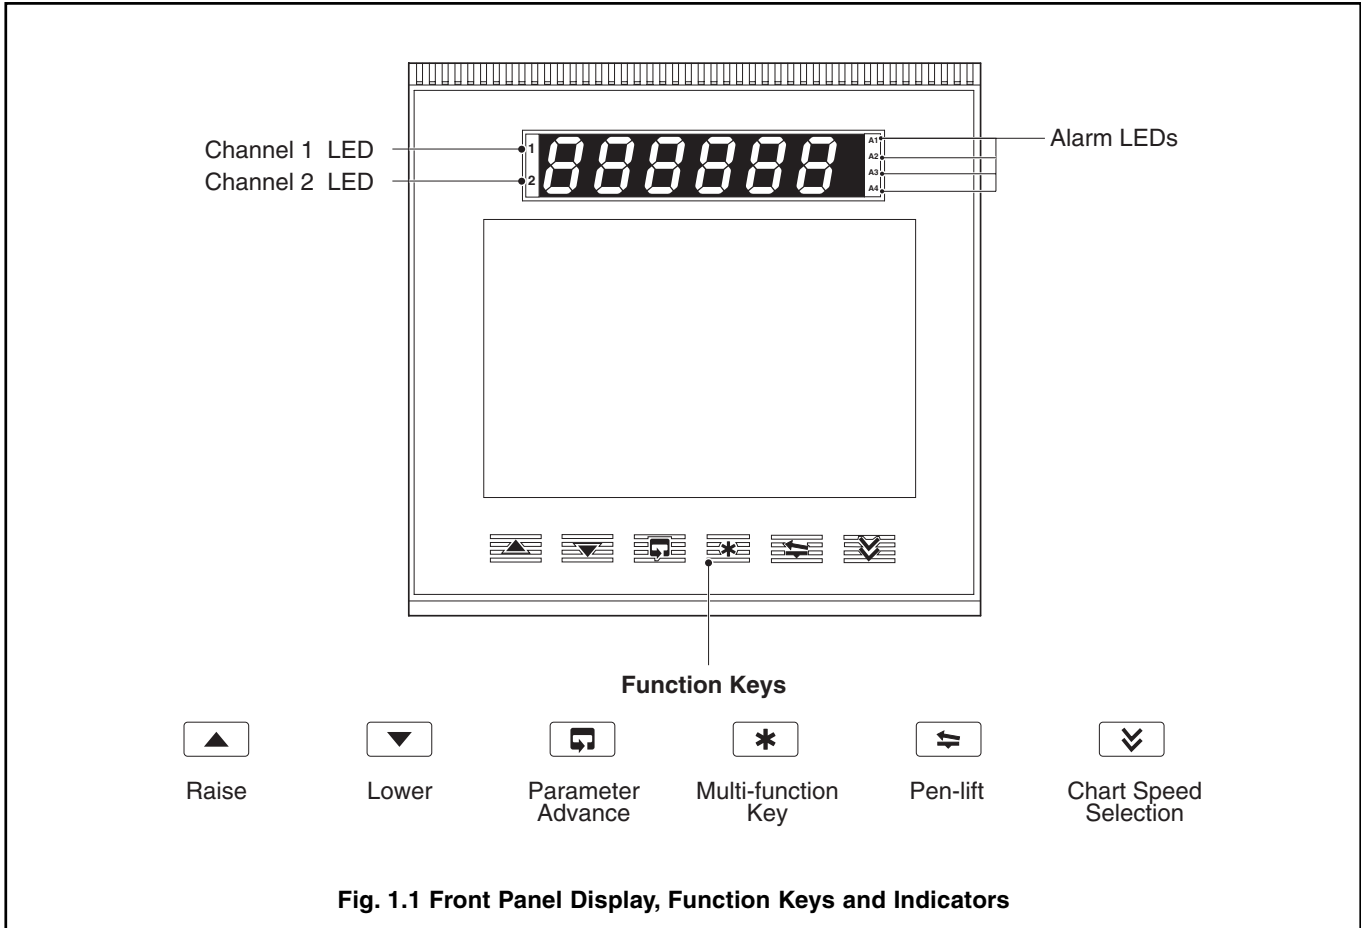 Channel 1 LED
Channel 2 LED
1
2
888888
A1
A2
A3
A4
Alarm LEDs
Function Keys
Raise
Lower
Parameter
Advance
Multi-function
Key
Pen-lift
Chart Speed
Selection
Fig. 1.1 Front Panel Display, Function Keys and Indicators